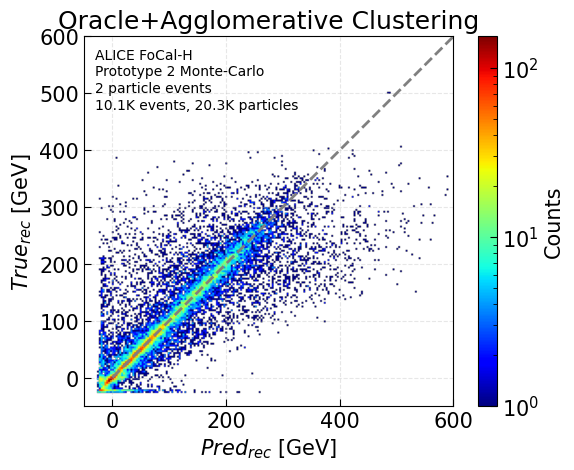 Oracle+Agglomerative Clustering
ALICE FoCal-H
Prototype 2 Monte-Carlo
2 particle events
10.1K events, 20.3K particles
600
500
400
300
200
100
0
True_rec [GeV]
0
200
400
600
Pred_rec [GeV]
10^2
10^1
10^0
Counts